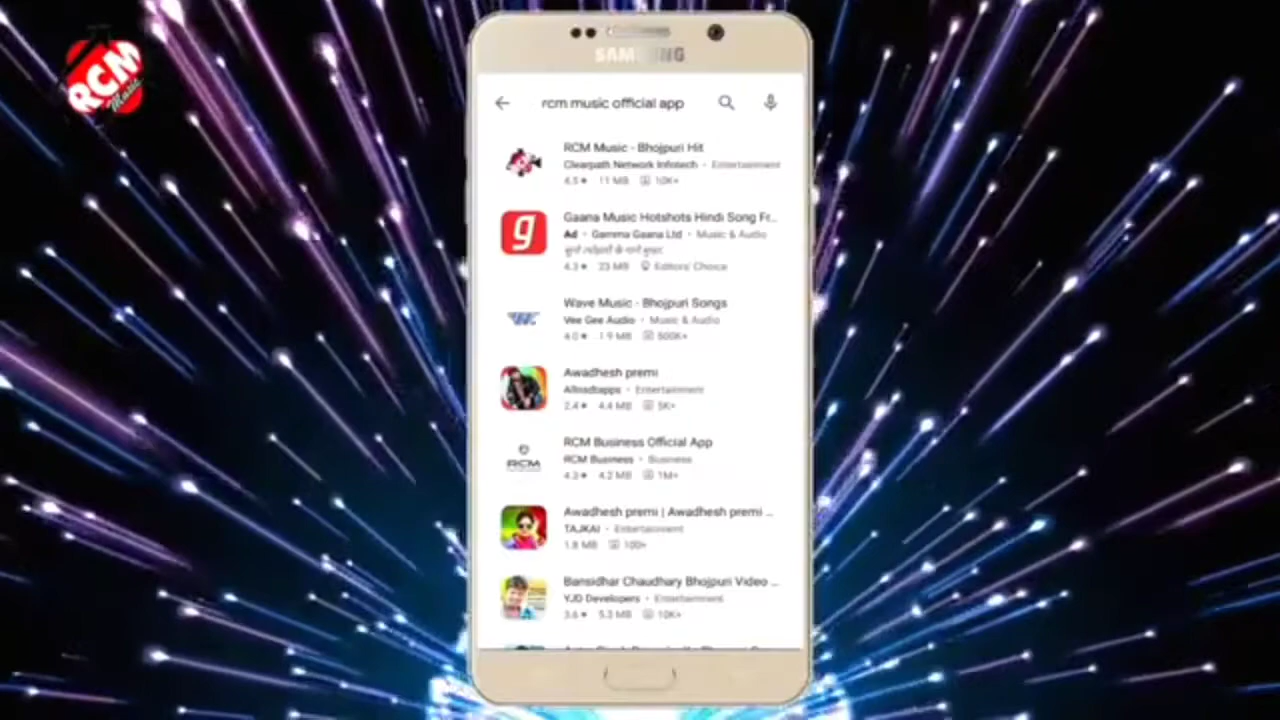 RCM
Music
SAMSUNG
rcm music official app
RCM Music - Bhojpuri Hit
Clearpath Network Infotech • Entertainment
4.5★ 11 MB 10K+
g
Gaana Music Hotshots Hindi Song Fr...
Ad • Gamma Gaana Ltd • Music & Audio
4.3★ 23 MB Editors' Choice
Wave Music - Bhojpuri Songs
Vee Gee Audio • Music & Audio
4.0★ 1.9 MB 500K+
Awadhesh premi
Entertainment
2.4★ 4.4 MB 5K+
RCM Business Official App
RCM
RCM Business • Business
4.3★ 4.2 MB 1M+
Awadhesh premi | Awadhesh premi ...
TAJKAI • Entertainment
1.8 MB 100+
Bansidhar Chaudhary Bhojpuri Video ...
YJD Developers • Entertainment
3.6★ 5.3 MB 10K+